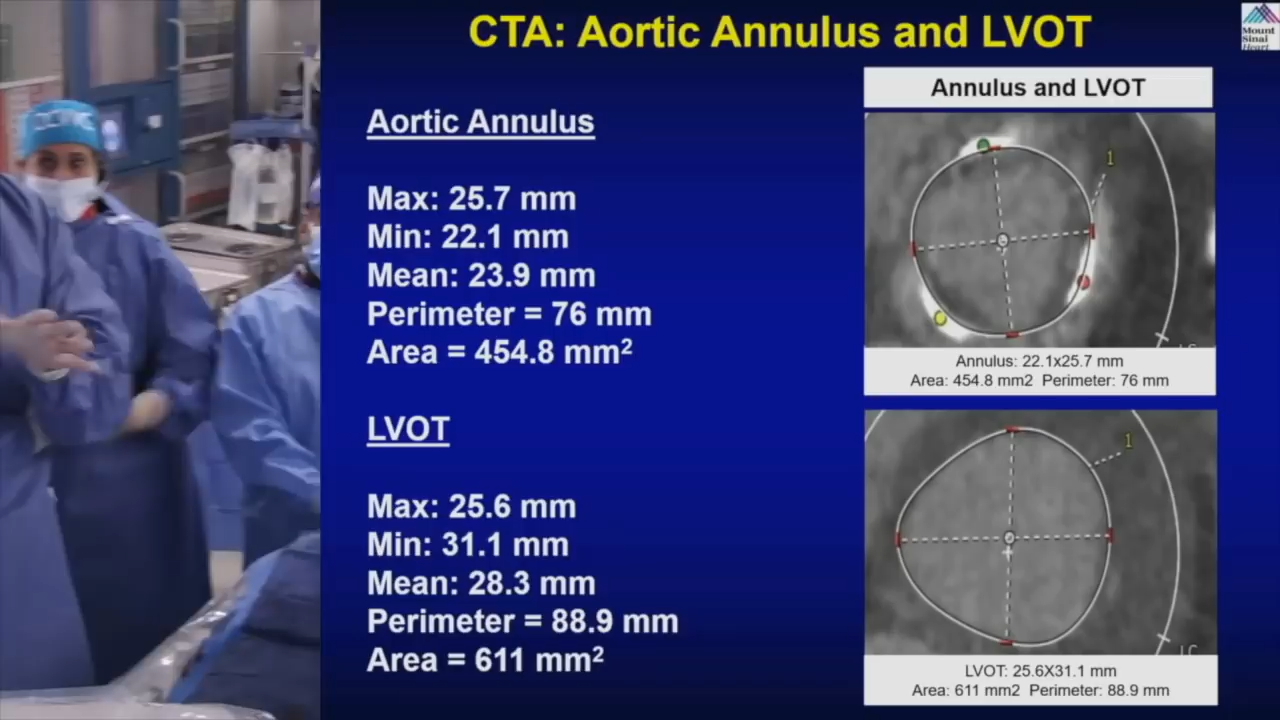 CTA: Aortic Annulus and LVOT
Mount
Sinai
Heart
Aortic Annulus
Max: 25.7 mm
Min: 22.1 mm
Mean: 23.9 mm
Perimeter = 76 mm
Area = 454.8 mm²
LVOT
Max: 25.6 mm
Min: 31.1 mm
Mean: 28.3 mm
Perimeter = 88.9 mm
Area = 611 mm²
Annulus and LVOT
1
Annulus: 22.1x25.7 mm
Area: 454.8 mm2 Perimeter: 76 mm
1
LVOT: 25.6X31.1 mm
Area: 611 mm2 Perimeter: 88.9 mm